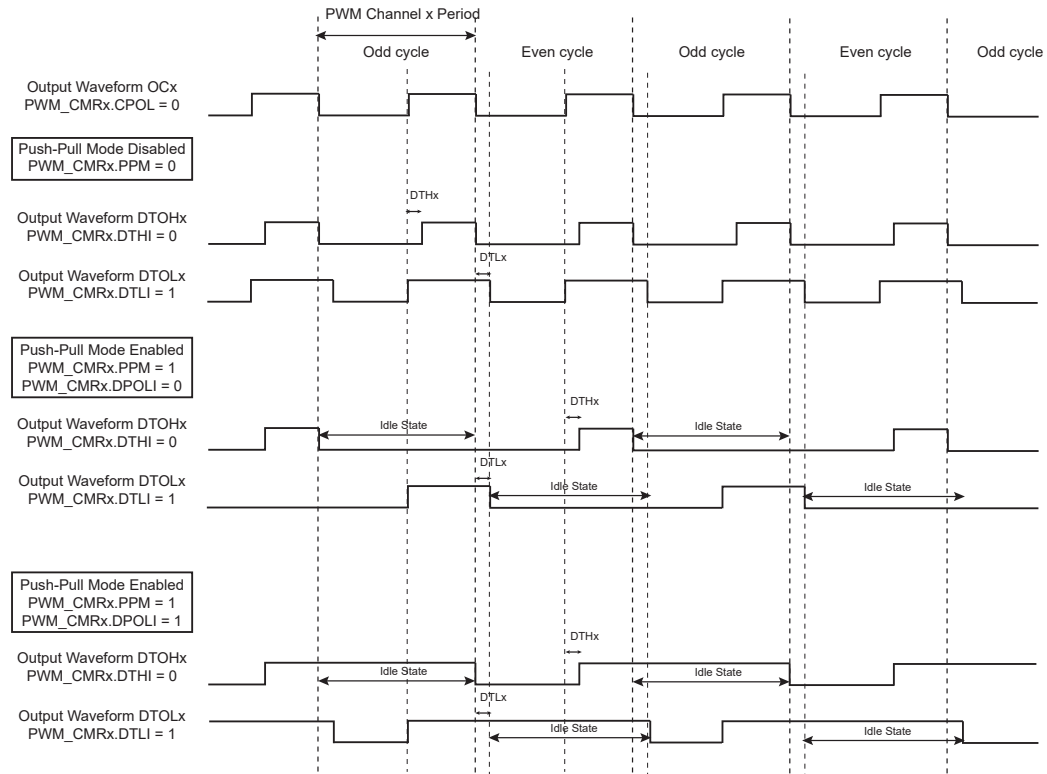 PWM Channel x Period
Odd cycle
Even cycle
Odd cycle
Even cycle
Odd cycle
Output Waveform OCx
PWM_CMRx.CPOL = 0
Push-Pull Mode Disabled
PWM_CMRx.PPM = 0
DTHx
Output Waveform DTOHx
PWM_CMRx.DTHI = 0
DTLx
Output Waveform DTOLx
PWM_CMRx.DTLI = 1
Push-Pull Mode Enabled
PWM_CMRx.PPM = 1
PWM_CMRx.DPOLI = 0
DTHx
Output Waveform DTOHx
PWM_CMRx.DTHI = 0
Idle State
Idle State
DTLx
Output Waveform DTOLx
PWM_CMRx.DTLI = 1
Idle State
Idle State
Push-Pull Mode Enabled
PWM_CMRx.PPM = 1
PWM_CMRx.DPOLI = 1
DTHx
Output Waveform DTOHx
PWM_CMRx.DTHI = 0
Idle State
Idle State
DTLx
Output Waveform DTOLx
PWM_CMRx.DTLI = 1
Idle State
Idle State